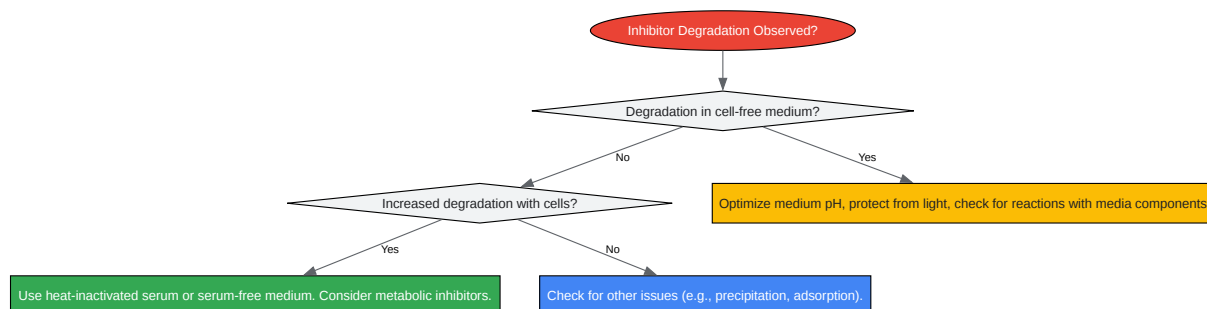 Inhibitor Degradation Observed?
Degradation in cell-free medium?
No
Yes
Increased degradation with cells?
Optimize medium pH, protect from light, check for reactions with media components
Yes
No
Use heat-inactivated serum or serum-free medium. Consider metabolic inhibitors.
Check for other issues (e.g., precipitation, adsorption).